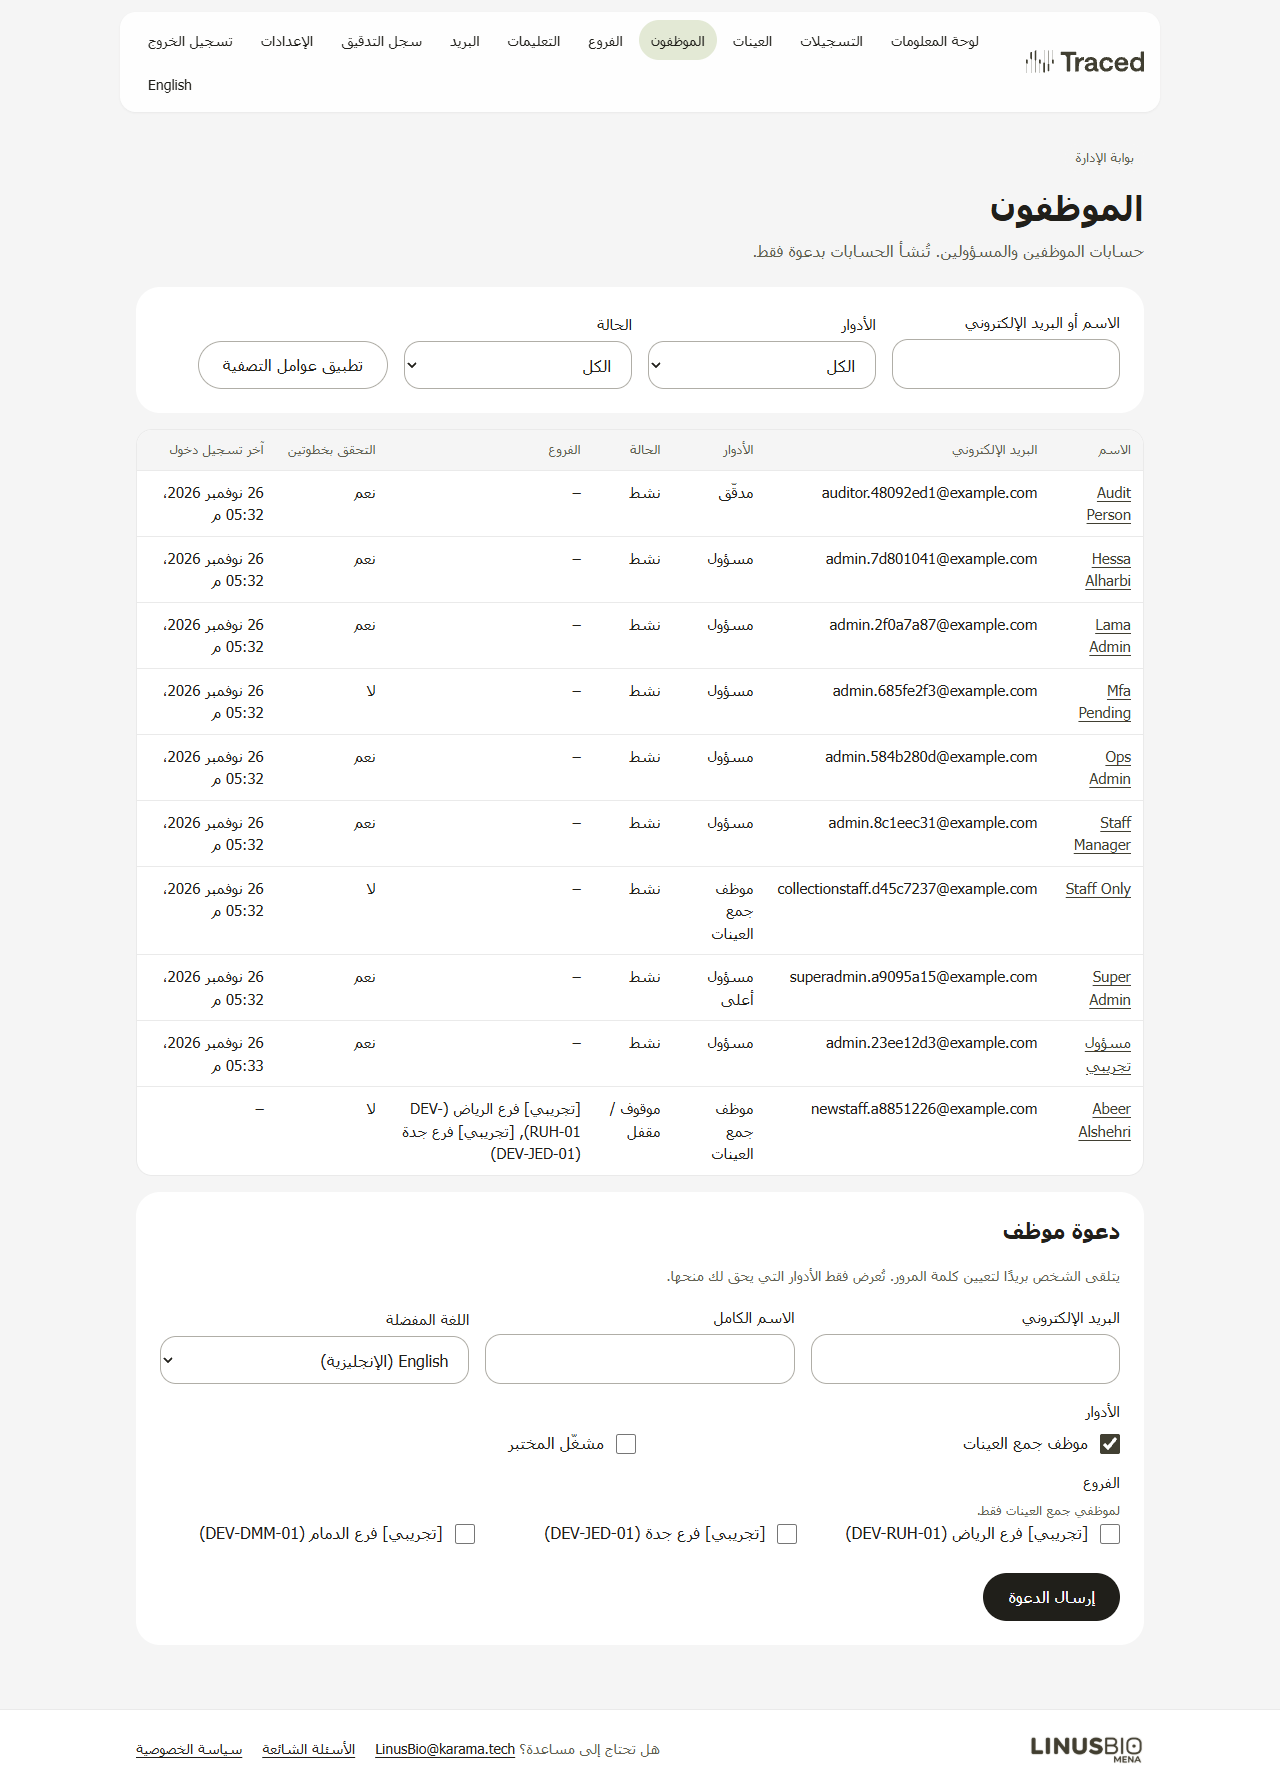 Traced
لوحة المعلومات التسجيلات العينات الموظفون الفروع التعليمات البريد سجل التدقيق الإعدادات تسجيل الخروج
English
بوابة الإدارة
الموظفون
حسابات الموظفين والمسؤولين. تُنشأ الحسابات بدعوة فقط.
الاسم أو البريد الإلكتروني الأدوار الحالة
الكل الكل تطبيق عوامل التصفية
الاسم البريد الإلكتروني الأدوار الحالة الفروع التحقق بخطوتين آخر تسجيل دخول
Audit auditor.48092ed1@example.com مدقّق نشط – نعم 26 نوفمبر 2026،
Person 05:32 م
Hessa admin.7d801041@example.com مسؤول نشط – نعم 26 نوفمبر 2026،
Alharbi 05:32 م
Lama admin.2f0a7a87@example.com مسؤول نشط – نعم 26 نوفمبر 2026،
Admin 05:32 م
Mfa admin.685fe2f3@example.com مسؤول نشط – لا 26 نوفمبر 2026،
Pending 05:32 م
Ops admin.584b280d@example.com مسؤول نشط – نعم 26 نوفمبر 2026،
Admin 05:32 م
Staff admin.8c1eec31@example.com مسؤول نشط – نعم 26 نوفمبر 2026،
Manager 05:32 م
Staff Only collectionstaff.d45c7237@example.com موظف نشط – لا 26 نوفمبر 2026،
جمع 05:32 م
العينات
Super superadmin.a9095a15@example.com مسؤول نشط – نعم 26 نوفمبر 2026،
Admin أعلى 05:32 م
مسؤول admin.23ee12d3@example.com مسؤول نشط – نعم 26 نوفمبر 2026،
تجريبي 05:33 م
Abeer newstaff.a8851226@example.com موظف موقوف / [تجريبي] فرع الرياض (DEV- لا –
Alshehri جمع مقفل RUH-01), [تجريبي] فرع جدة
العينات (DEV-JED-01)
دعوة موظف
يتلقى الشخص بريدًا لتعيين كلمة المرور. تُعرض فقط الأدوار التي يحق لك منحها.
البريد الإلكتروني الاسم الكامل اللغة المفضلة
English (الإنجليزية)
الأدوار
موظف جمع العينات مشغّل المختبر
الفروع
لموظفي جمع العينات فقط.
[تجريبي] فرع الرياض (DEV-RUH-01) [تجريبي] فرع جدة (DEV-JED-01) [تجريبي] فرع الدمام (DEV-DMM-01)
إرسال الدعوة
LINUSBIO هل تحتاج إلى مساعدة؟ LinusBio@karama.tech الأسئلة الشائعة سياسة الخصوصية
MENA